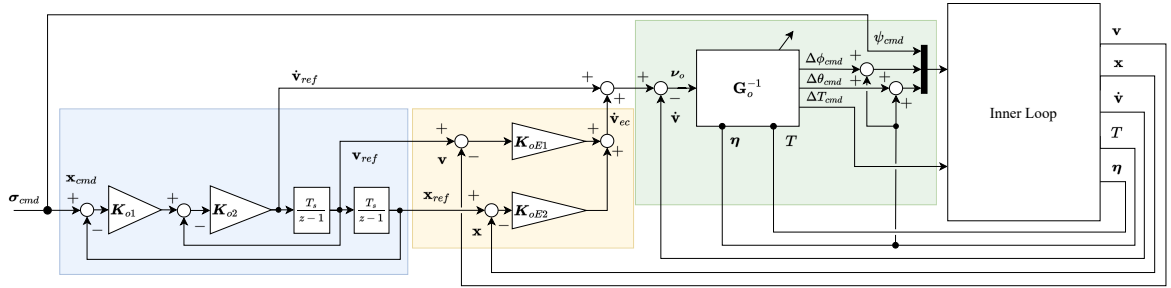 σ_cmd
x_cmd
+
−
K_o1
+
−
K_o2
v̇_ref
T_s
z − 1
T_s
z − 1
v_ref
x_ref
+
v
−
K_oE1
+
x
−
K_oE2
+
+
v̇_ec
+
+
+
−
v̇
ν_o
G_o^{-1}
η
T
Δφ_cmd
Δθ_cmd
ΔT_cmd
ψ_cmd
+
+
+
+
Inner Loop
v
x
v̇
T
η